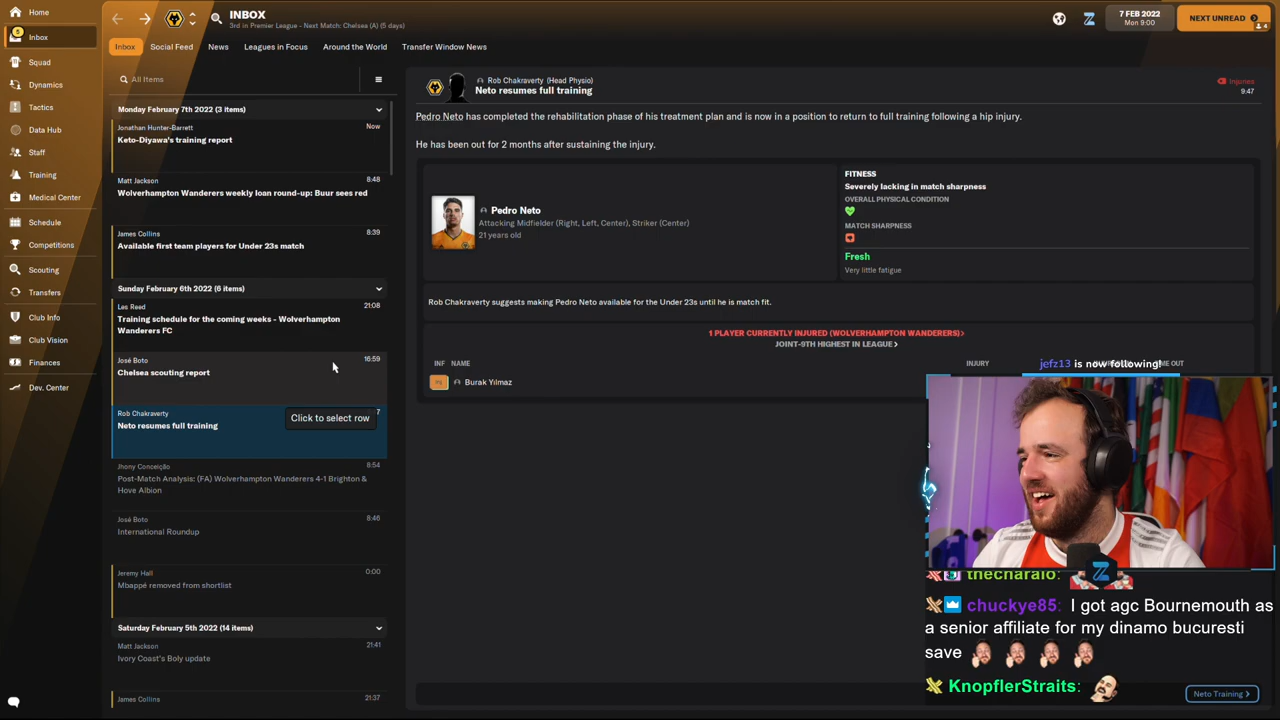 Home
INBOX
3rd in Premier League - Next Match: Chelsea (A) (5 days)
7 FEB 2022
Mon 9:00
NEXT UNREAD
4
5
Inbox
Squad
Dynamics
Tactics
Data Hub
Staff
Training
Medical Center
Schedule
Competitions
Scouting
Transfers
Club Info
Club Vision
Finances
Dev. Center
Inbox
Social Feed
News
Leagues in Focus
Around the World
Transfer Window News
All Items
Monday February 7th 2022 (3 items)
Jonathan Hunter-Barrett
Now
Keto-Diyawa's training report
Matt Jackson
8:48
Wolverhampton Wanderers weekly loan round-up: Buur sees red
James Collins
8:39
Available first team players for Under 23s match
Sunday February 6th 2022 (6 items)
Les Reed
21:08
Training schedule for the coming weeks - Wolverhampton
Wanderers FC
José Boto
16:59
Chelsea scouting report
Rob Chakraverty
7
Neto resumes full training
Click to select row
Jhony Conceição
8:54
Post-Match Analysis: (FA) Wolverhampton Wanderers 4-1 Brighton &
Hove Albion
José Boto
8:46
International Roundup
Jeremy Hall
0:00
Mbappé removed from shortlist
Saturday February 5th 2022 (14 items)
Matt Jackson
21:41
Ivory Coast's Boly update
James Collins
21:37
Rob Chakraverty (Head Physio)
Neto resumes full training
Injuries
9:47
Pedro Neto has completed the rehabilitation phase of his treatment plan and is now in a position to return to full training following a hip injury.
He has been out for 2 months after sustaining the injury.
Pedro Neto
Attacking Midfielder (Right, Left, Center), Striker (Center)
21 years old
FITNESS
Severely lacking in match sharpness
OVERALL PHYSICAL CONDITION
MATCH SHARPNESS
Fresh
Very little fatigue
Rob Chakraverty suggests making Pedro Neto available for the Under 23s until he is match fit.
1 PLAYER CURRENTLY INJURED (WOLVERHAMPTON WANDERERS)
JOINT-9TH HIGHEST IN LEAGUE
INF
NAME
INJURY
ME OUT
Burak Yılmaz
jefz13 is now following!
thecharalo:
chuckye85: I got agc Bournemouth as
a senior affiliate for my dinamo bucuresti
save
KnopflerStraits:
Neto Training